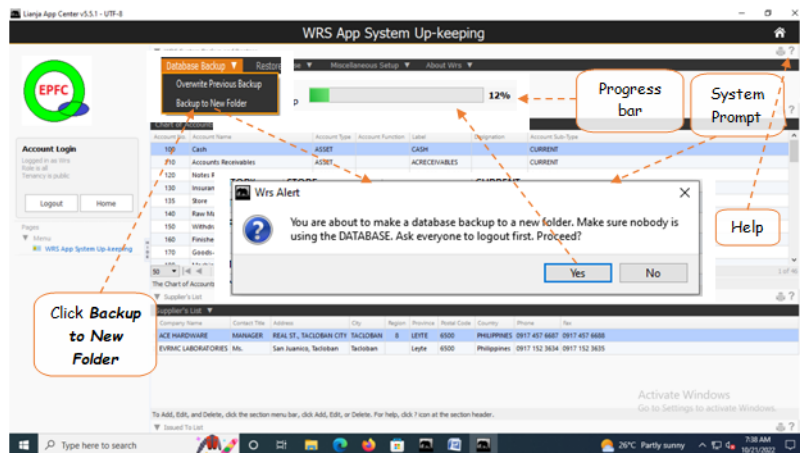 Lianja App Center v5.5.1 - UTF-8
WRS App System Up-keeping
EPFC
Database Backup ▼ Restore Miscellaneous Setup ▼ About Wrs ▼
Overwrite Previous Backup
Backup to New Folder
12%
Progress bar
System Prompt
Help
Click Backup to New Folder
Account Login
Logged in as Wrs
Role is all
Tenancy is public
Logout Home
Pages
Menu
WRS App System Up-keeping
Chart of Accounts
Account No Account Name Account Type Account Function Label Designation Account Sub-Type
100 Cash ASSET CASH CURRENT
110 Accounts Receivables ASSET ACRECEIVABLES CURRENT
120 Notes
130 Insuran
135 Store
140 Raw Ma
150 Withdr
160 Finishe
170 Goods-
Wrs Alert
You are about to make a database backup to a new folder. Make sure nobody is
using the DATABASE. Ask everyone to logout first. Proceed?
Yes No
50
1 of 46
The Chart of Accounts
Supplier's List
Supplier's List ▼
Company Name Contact Title Address City Region Province Postal Code Country Phone Fax
ACE HARDWARE MANAGER REAL ST., TACLOBAN CITY TACLOBAN 8 LEYTE 6500 PHILIPPINES 0917 457 6687 0917 457 6688
EVRMC LABORATORIES Ms. San Juanico, Tacloban Tacloban Leyte 6500 Philippines 0917 152 3634 0917 152 3635
Activate Windows
Go to Settings to activate Windows.
To Add, Edit, and Delete, click the section menu bar, click Add, Edit, or Delete. For help, click ? icon at the section header.
Issued To List
Type here to search
26°C Partly sunny
7:38 AM
10/21/2022